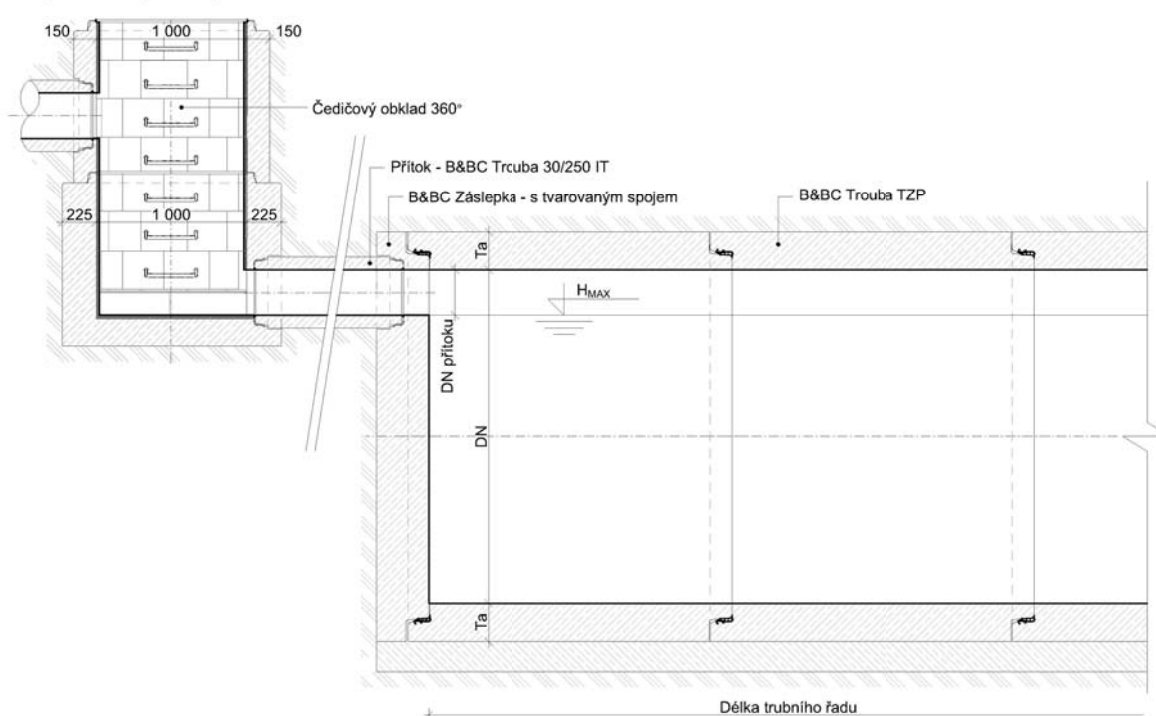 150 1 000 150
Čedičový obklad 360°
Přítok - B&BC Trouba 30/250 IT
B&BC Záslepka - s tvarovaným spojem
B&BC Trouba TZP
225 1 000 225
Ta
HMAX
DN přítoku
DN
Ta
Délka trubního řadu